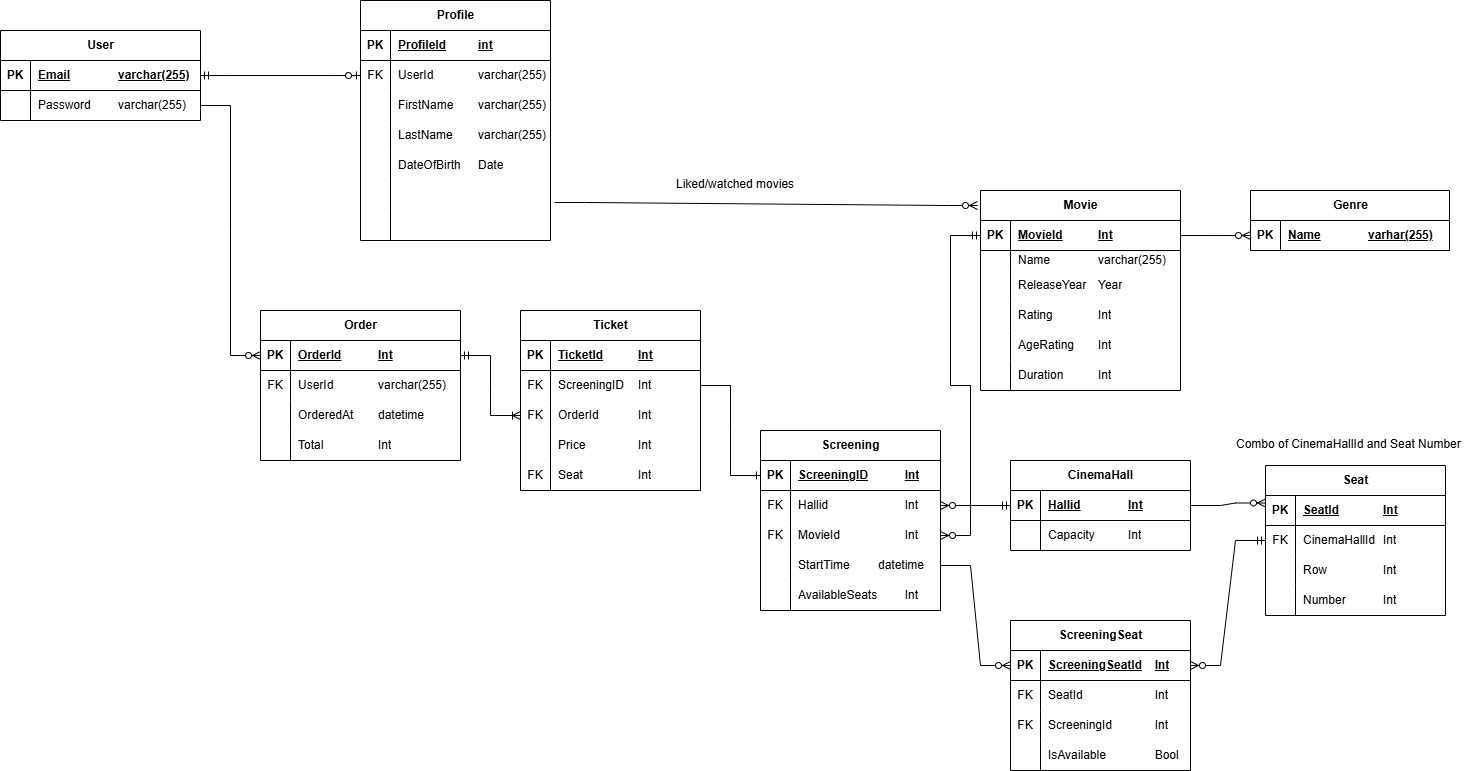 User
PK Email varchar(255)
Password varchar(255)
Profile
PK ProfileId int
FK UserId varchar(255)
FirstName varchar(255)
LastName varchar(255)
DateOfBirth Date
Liked/watched movies
Movie
PK MovieId Int
Name varchar(255)
ReleaseYear Year
Rating Int
AgeRating Int
Duration Int
Genre
PK Name varhar(255)
Order
PK OrderId Int
FK UserId varchar(255)
OrderedAt datetime
Total Int
Ticket
PK TicketId Int
FK ScreeningID Int
FK OrderId Int
Price Int
FK Seat Int
Screening
PK ScreeningID Int
FK Hallid Int
FK MovieId Int
StartTime datetime
AvailableSeats Int
CinemaHall
PK Hallid Int
Capacity Int
Combo of CinemaHallId and Seat Number
Seat
PK SeatId Int
FK CinemaHallId Int
Row Int
Number Int
ScreeningSeat
PK ScreeningSeatId Int
FK SeatId Int
FK ScreeningId Int
IsAvailable Bool